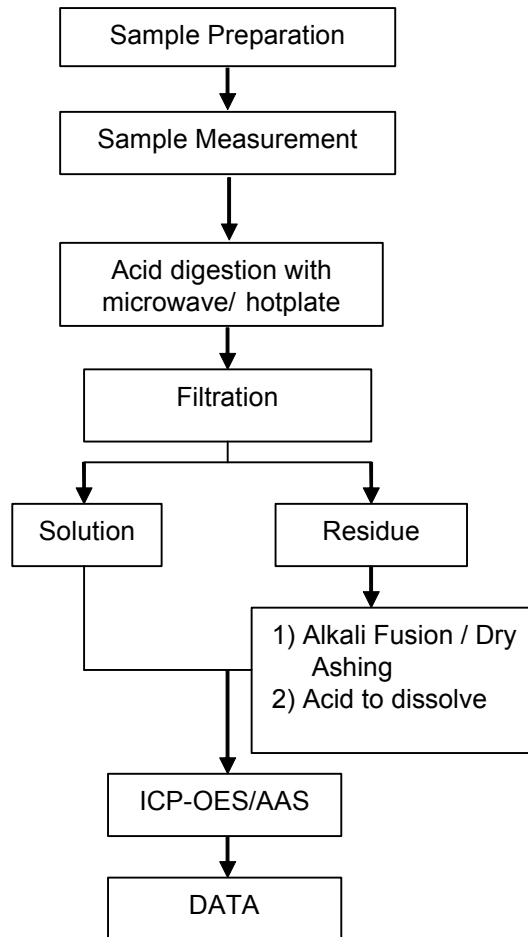 Sample Preparation
Sample Measurement
Acid digestion with
microwave/ hotplate
Filtration
Solution
Residue
1) Alkali Fusion / Dry
Ashing
2) Acid to dissolve
ICP-OES/AAS
DATA